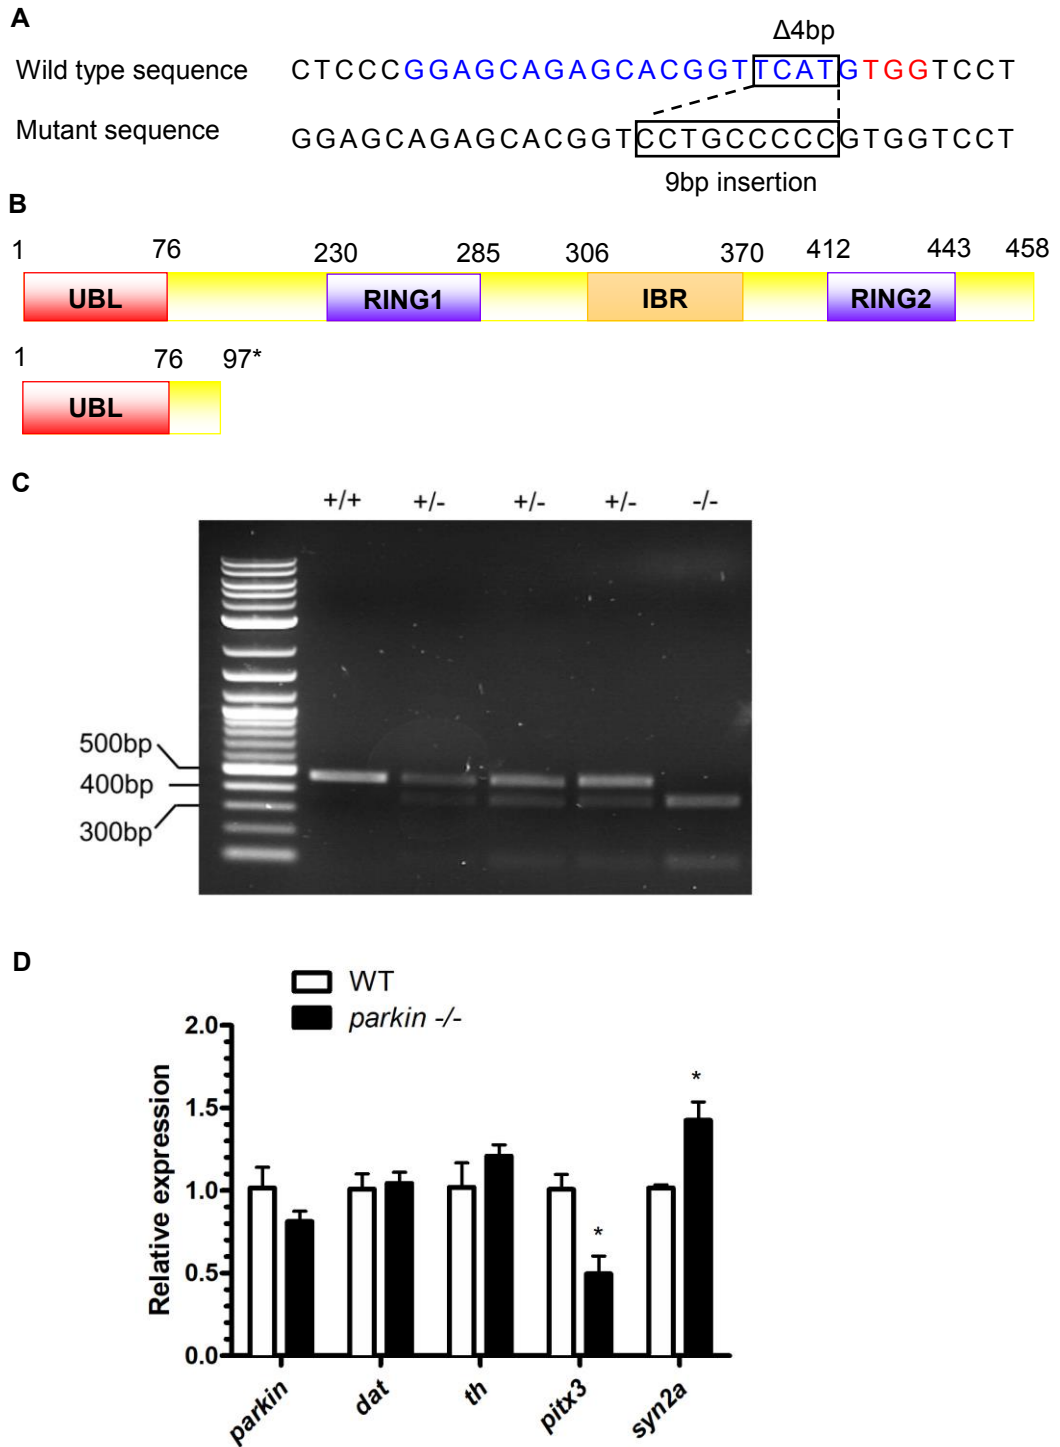 A
Δ4bp
Wild type sequence CTCCCGGAGCAGAGCACGGTTCATGTGGTCCT
Mutant sequence GGAGCAGAGCACGGTCCTGCCCCCGTGGTCCT
9bp insertion
B
1 76 230 285 306 370 412 443 458
UBL RING1 IBR RING2
1 76 97*
UBL
C
+/+ +/- +/- +/- -/-
500bp
400bp
300bp
D
WT
parkin -/-
2.0
1.5
1.0
0.5
0.0
Relative expression
*
*
parkin dat th pitx3 syn2a